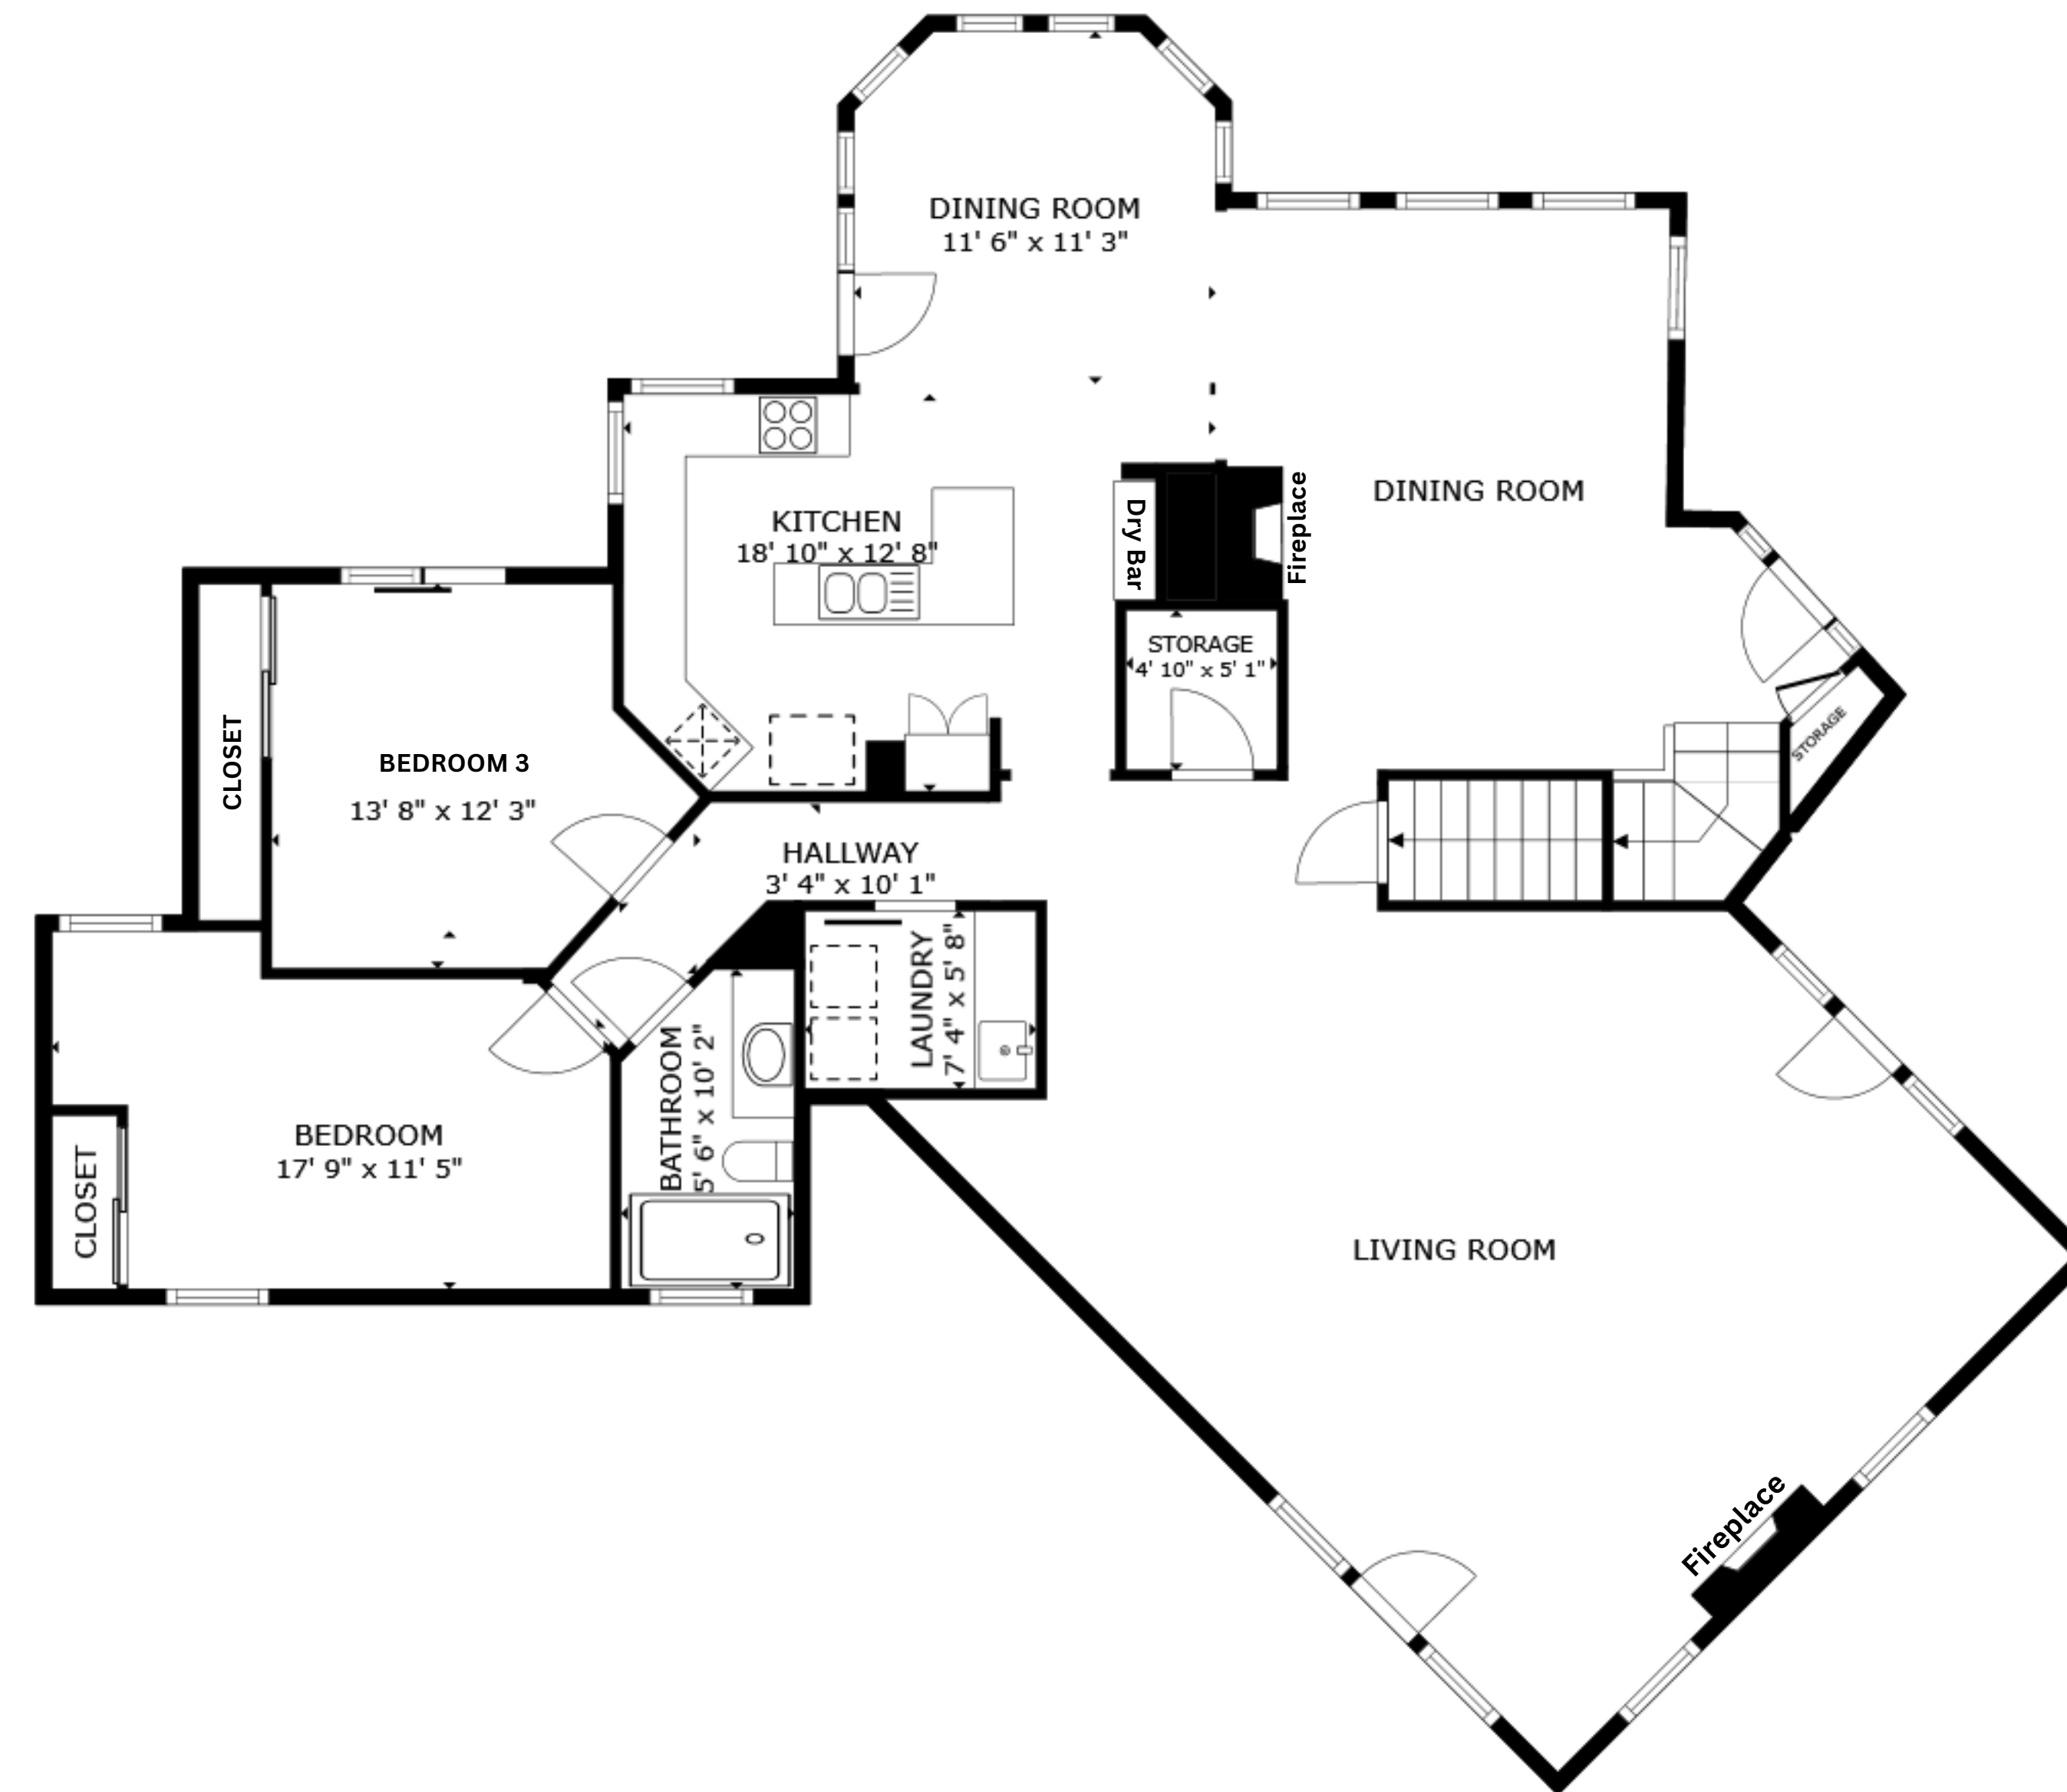 DINING ROOM
11' 6" x 11' 3"
DINING ROOM
Fireplace
Dry Bar
KITCHEN
18' 10" x 12' 8"
STORAGE
4' 10" x 5' 1"
STORAGE
CLOSET
BEDROOM 3
13' 8" x 12' 3"
HALLWAY
3' 4" x 10' 1"
LAUNDRY
7' 4" x 5' 8"
BATHROOM
5' 6" x 10' 2"
BEDROOM
17' 9" x 11' 5"
CLOSET
LIVING ROOM
Fireplace